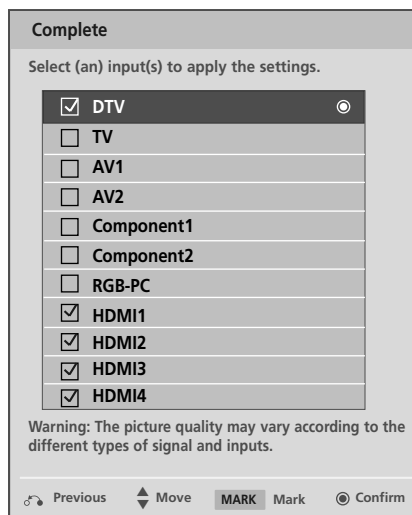 Complete
Select (an) input(s) to apply the settings.
DTV
TV
AV1
AV2
Component1
Component2
RGB-PC
HDMI1
HDMI2
HDMI3
HDMI4
Warning: The picture quality may vary according to the
different types of signal and inputs.
Previous Move MARK Mark Confirm